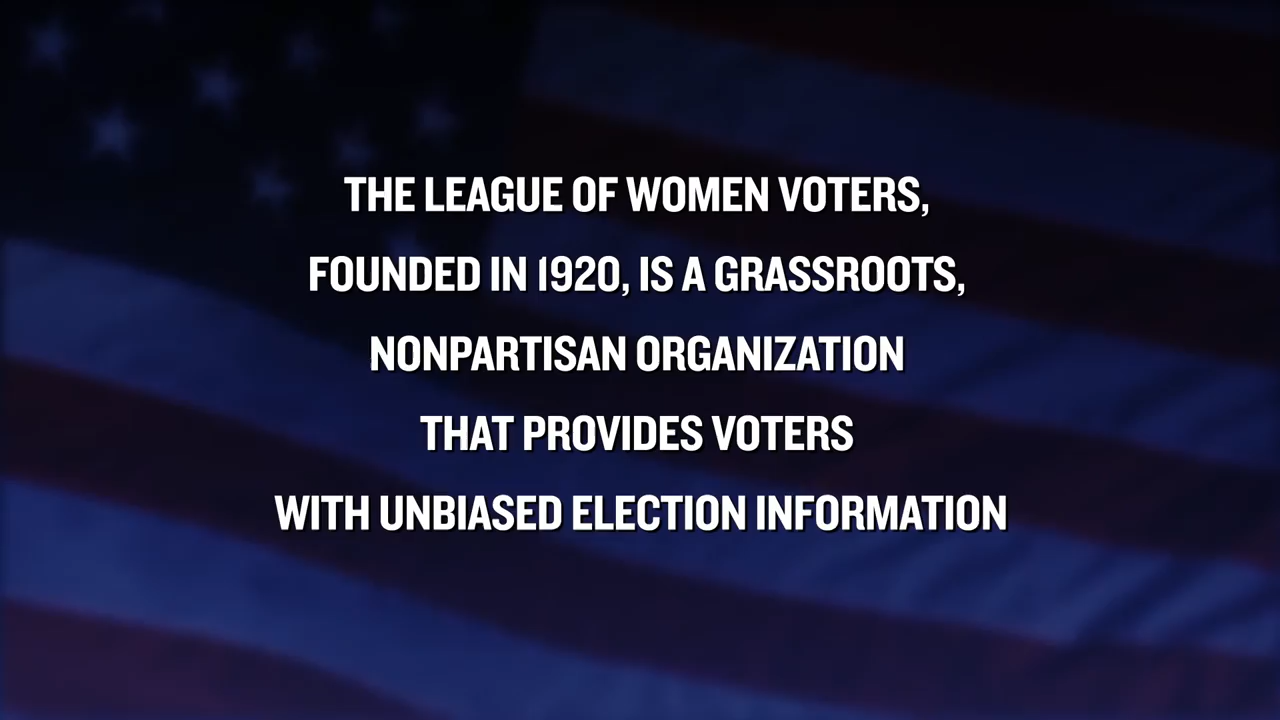 THE LEAGUE OF WOMEN VOTERS,
FOUNDED IN 1920, IS A GRASSROOTS,
NONPARTISAN ORGANIZATION
THAT PROVIDES VOTERS
WITH UNBIASED ELECTION INFORMATION